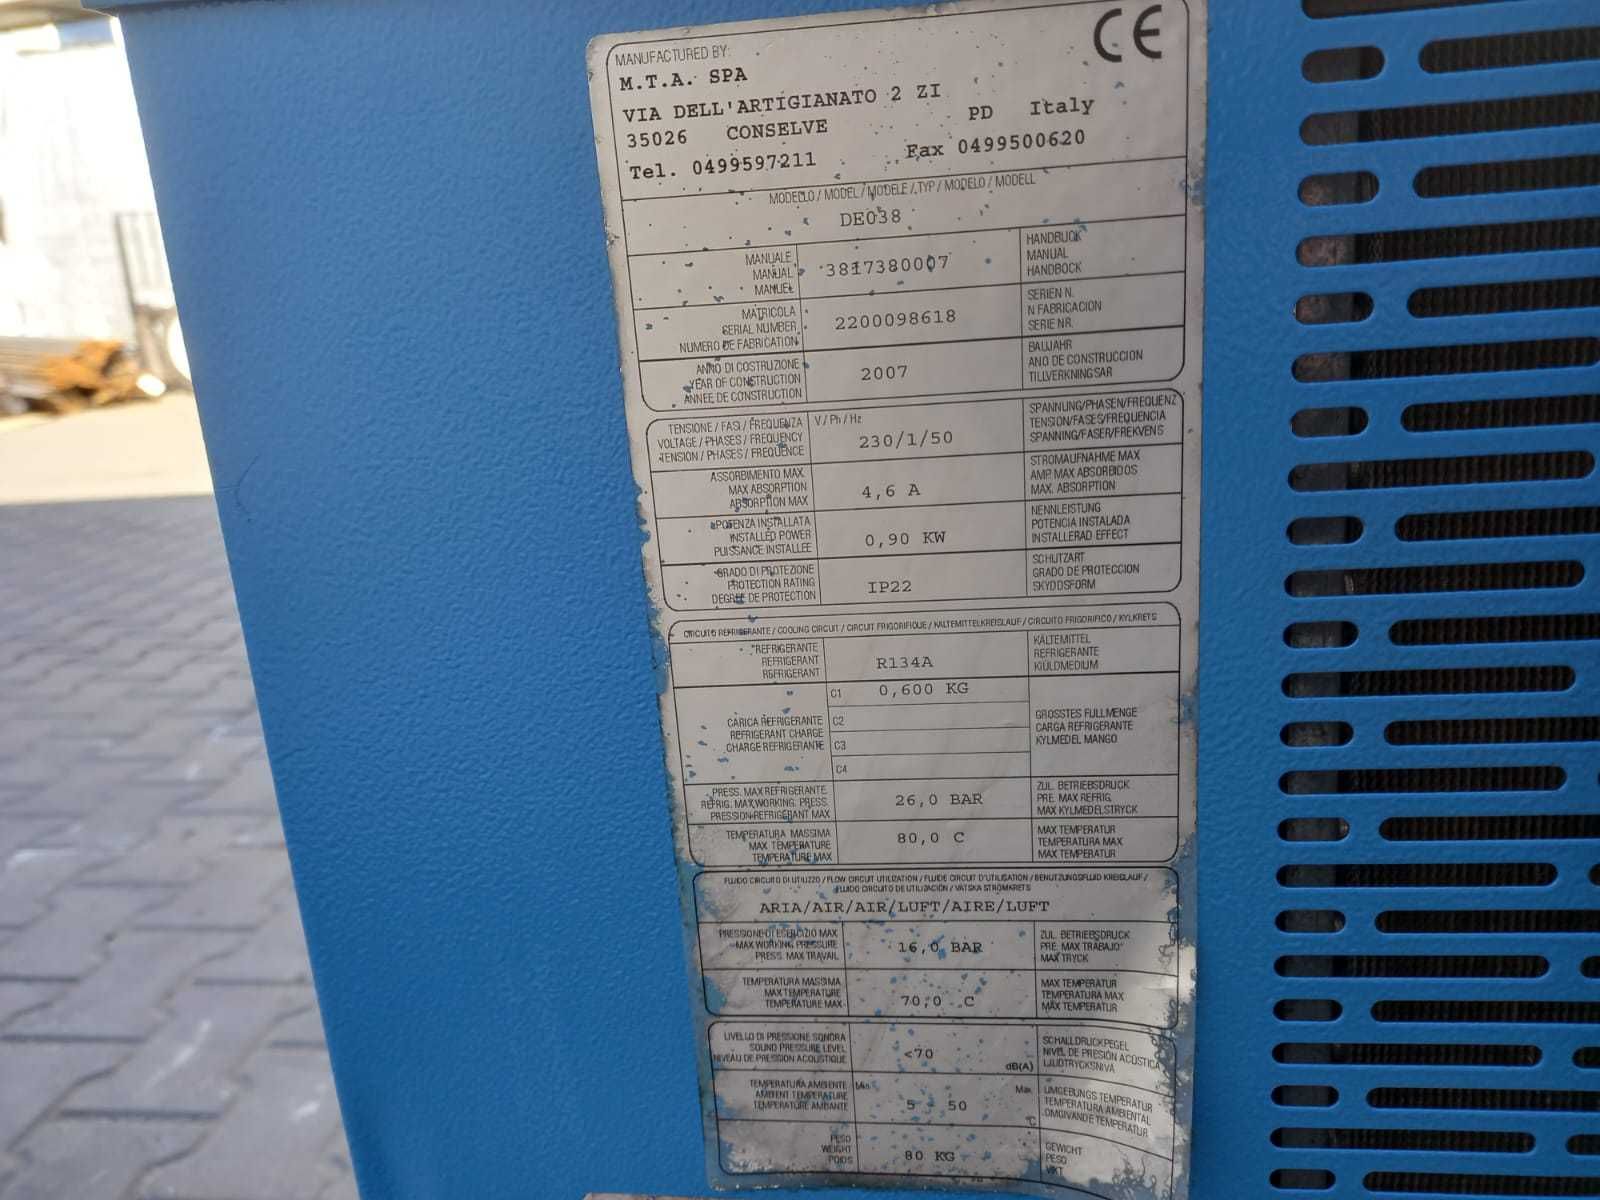 CE
MANUFACTURED BY:
M.T.A. SPA
VIA DELL'ARTIGIANATO 2 ZI
35026 CONSELVE PD Italy
Tel. 0499597211 Fax 0499500620
MODELLO / MODEL / MODELE / TYP / MODELO / MODELL
DE038
MANUALE
MANUAL
MANUEL
3817380007
HANDBUCK
MANUAL
HANDBOCK
MATRICOLA
SERIAL NUMBER
NUMERO DE FABRICATION
2200098618
SERIEN N.
N FABRICACION
SERIE NR.
ANNO DI COSTRUZIONE
YEAR OF CONSTRUCTION
ANNEE DE CONSTRUCTION
2007
BAUJAHR
ANO DE CONSTRUCCION
TILLVERKNINGSAR
TENSIONE / FASI / FREQUENZA
VOLTAGE / PHASES / FREQUENCY
TENSION / PHASES / FREQUENCE
V / Ph / Hz
230/1/50
SPANNUNG/PHASEN/FREQUENZ
TENSION/FASES/FREQUENCIA
SPANNING/FASER/FREKVENS
ASSORBIMENTO MAX.
MAX ABSORPTION
ABSORPTION MAX
4,6 A
STROMAUFNAHME MAX
AMP. MAX ABSORBIDOS
MAX. ABSORPTION
POTENZA INSTALLATA
INSTALLED POWER
PUISSANCE INSTALLEE
0,90 KW
NENNLEISTUNG
POTENCIA INSTALADA
INSTALLERAD EFFECT
GRADO DI PROTEZIONE
PROTECTION RATING
DEGREE DE PROTECTION
IP22
SCHUTZART
GRADO DE PROTECCION
SKYDDSFORM
CIRCUITO REFRIGERANTE / COOLING CIRCUIT / CIRCUIT FRIGORIFIQUE / KALTEMITTELKREISLAUF / CIRCUITO FRIGORIFICO / KYLKRETS
REFRIGERANTE
REFRIGERANT
REFRIGERANT
R134A
KÄLTEMITTEL
REFRIGERANTE
KIÜLDMEDIUM
CARICA REFRIGERANTE
REFRIGERANT CHARGE
CHARGE REFRIGERANTE
C1 0,600 KG
C2
C3
C4
GROSSTES FULLMENGE
CARGA REFRIGERANTE
KYLMEDEL MANGO
PRESS. MAX REFRIGERANTE
REFRIG. MAX.WORKING. PRESS.
PRESSION REFRIGERANT MAX
26,0 BAR
ZUL. BETRIEBSDRUCK
PRE. MAX REFRIG.
MAX KYLMEDELSTRYCK
TEMPERATURA MASSIMA
MAX TEMPERATURE
TEMPERATURE MAX
80,0 C
MAX TEMPERATUR
TEMPERATURA MAX
MAX TEMPERATUR
FLUIDO CIRCUITO DI UTILIZZO / FLOW CIRCUIT UTILIZATION / FLUIDE CIRCUIT D'UTILISATION / BENUTZUNGSFLUID KREISLAUF /
FLUIDO CIRCUITO DE UTILIZACIÓN / VATSKA STROMKRETS
ARIA/AIR/AIR/LUFT/AIRE/LUFT
PRESSIONE DI ESERCIZIO MAX
MAX WORKING PRESSURE
PRESS. MAX TRAVAIL
16,0 BAR
ZUL. BETRIEBSDRUCK
PRE. MAX TRABAJO
MAX TRYCK
TEMPERATURA MASSIMA
MAX TEMPERATURE
TEMPERATURE MAX
70,0 C
MAX TEMPERATUR
TEMPERATURA MAX
MAX TEMPERATUR
LIVELLO DI PRESSIONE SONORA
SOUND PRESSURE LEVEL
NIVEAU DE PRESSION ACOUSTIQUE
<70
dB(A)
SCHALLDRUCKPEGEL
NIVEL DE PRESIÓN ACÚSTICA
LJUDTRYCKSNIVÅ
TEMPERATURA AMBIENTE
AMBIENT TEMPERATURE
TEMPERATURE AMBIANTE
Min Max
5 50
°C
UMGEBUNGS TEMPERATUR
TEMPERATURA AMBIENTAL
OMGIVANDE TEMPERATUR
PESO
WEIGHT
POIDS
80 KG
GEWICHT
PESO
VIKT